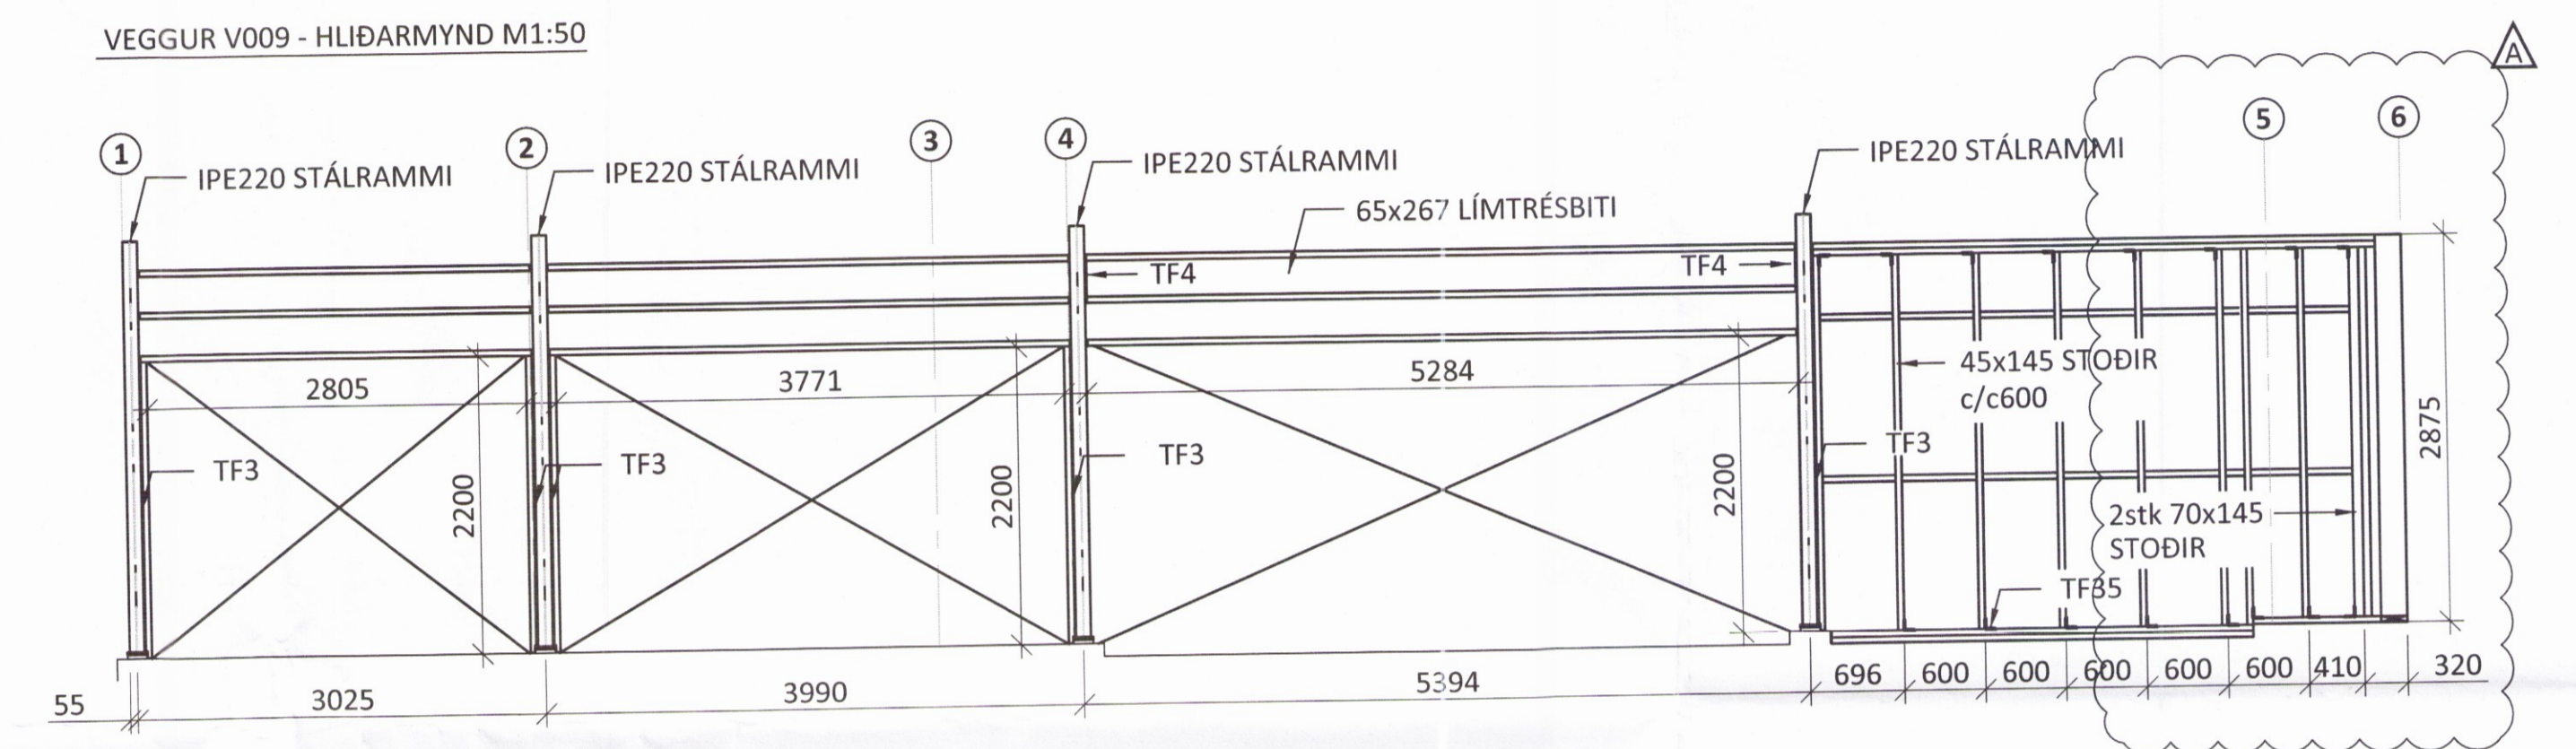 VEGGUR V009 - HLIÐARMYND M1:50
A
1
2
3
4
5
6
IPE220 STÁLRAMMI
IPE220 STÁLRAMMI
IPE220 STÁLRAMMI
IPE220 STÁLRAMMI
65x267 LÍMTRÉSBITI
TF4
TF4
2805
3771
5284
45x145 STOÐIR
c/c600
2875
TF3
TF3
TF3
TF3
2200
2200
2200
2stk 70x145
STOÐIR
TF35
55
3025
3990
5394
696
600
600
600
600
600
410
320